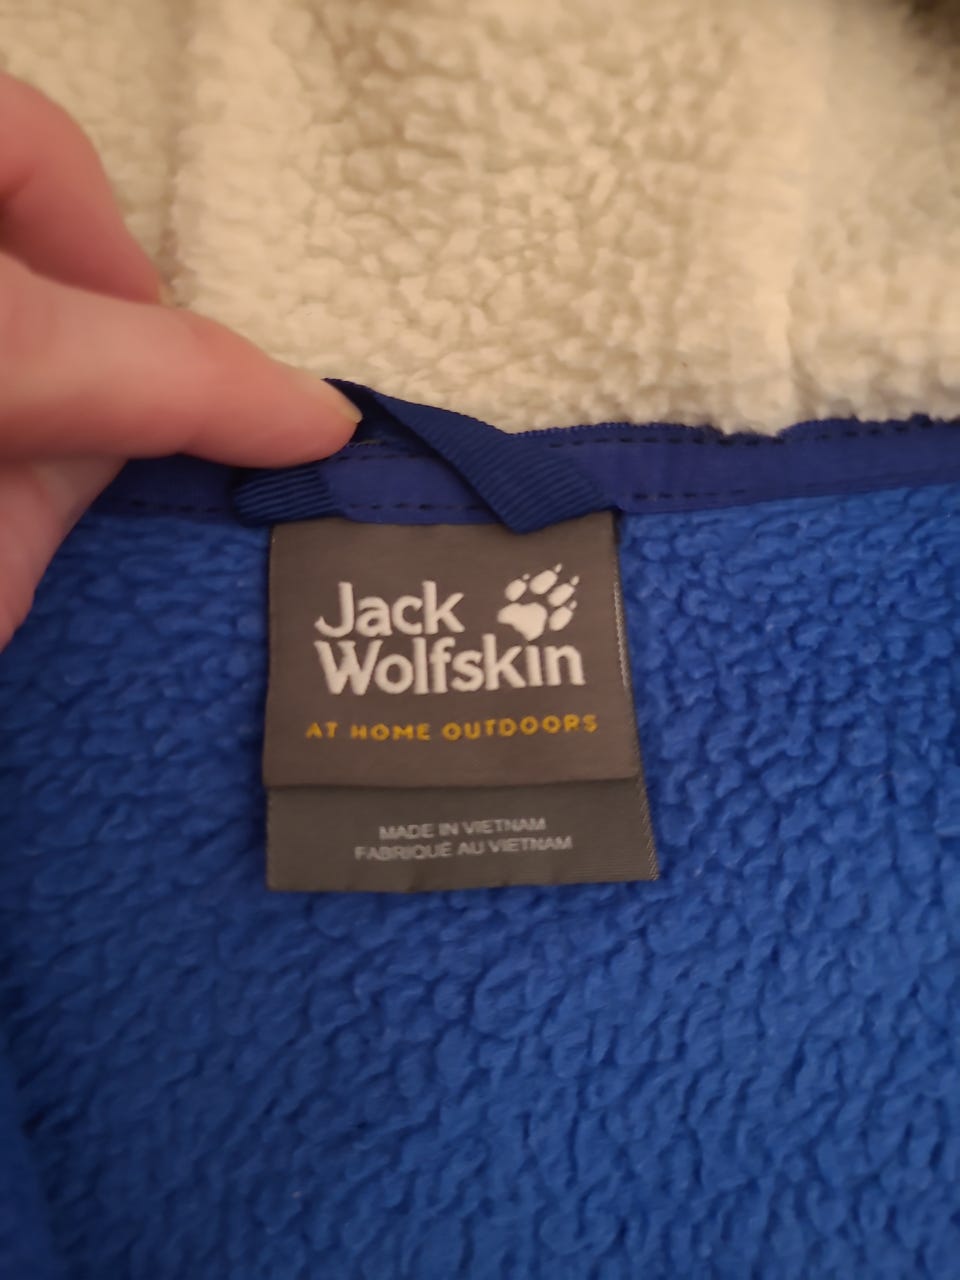 Jack
Wolfskin
AT HOME OUTDOORS
MADE IN VIETNAM
FABRIQUÉ AU VIETNAM